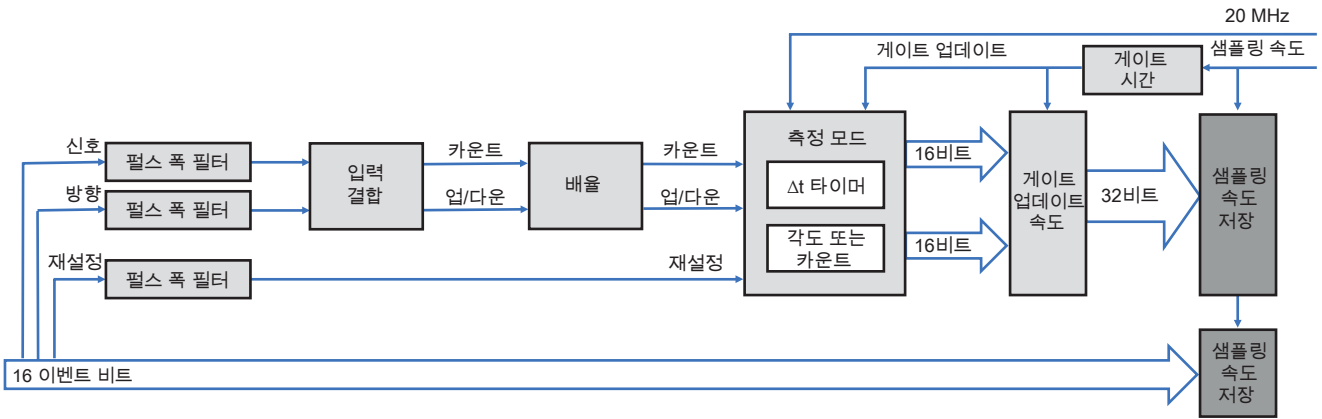 20 MHz
게이트 업데이트
게이트
시간
샘플링 속도
신호
펄스 폭 필터
방향
펄스 폭 필터
재설정
펄스 폭 필터
입력
결합
카운트
업/다운
배율
카운트
업/다운
재설정
측정 모드
Δt 타이머
각도 또는
카운트
16비트
16비트
게이트
업데이트
속도
32비트
샘플링
속도
저장
16 이벤트 비트
샘플링
속도
저장